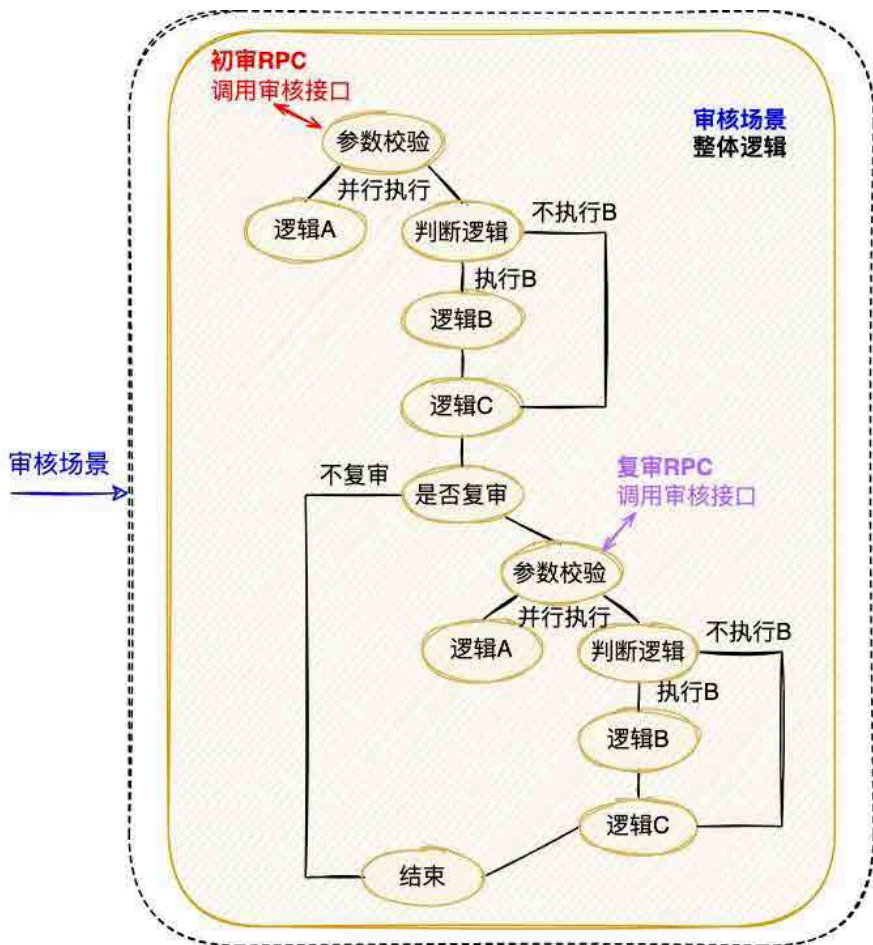 初审RPC
调用审核接口
审核场景
整体逻辑
参数校验
并行执行
逻辑A
判断逻辑
不执行B
执行B
逻辑B
逻辑C
审核场景
不复审
是否复审
复审RPC
调用审核接口
参数校验
并行执行
逻辑A
判断逻辑
不执行B
执行B
逻辑B
逻辑C
结束